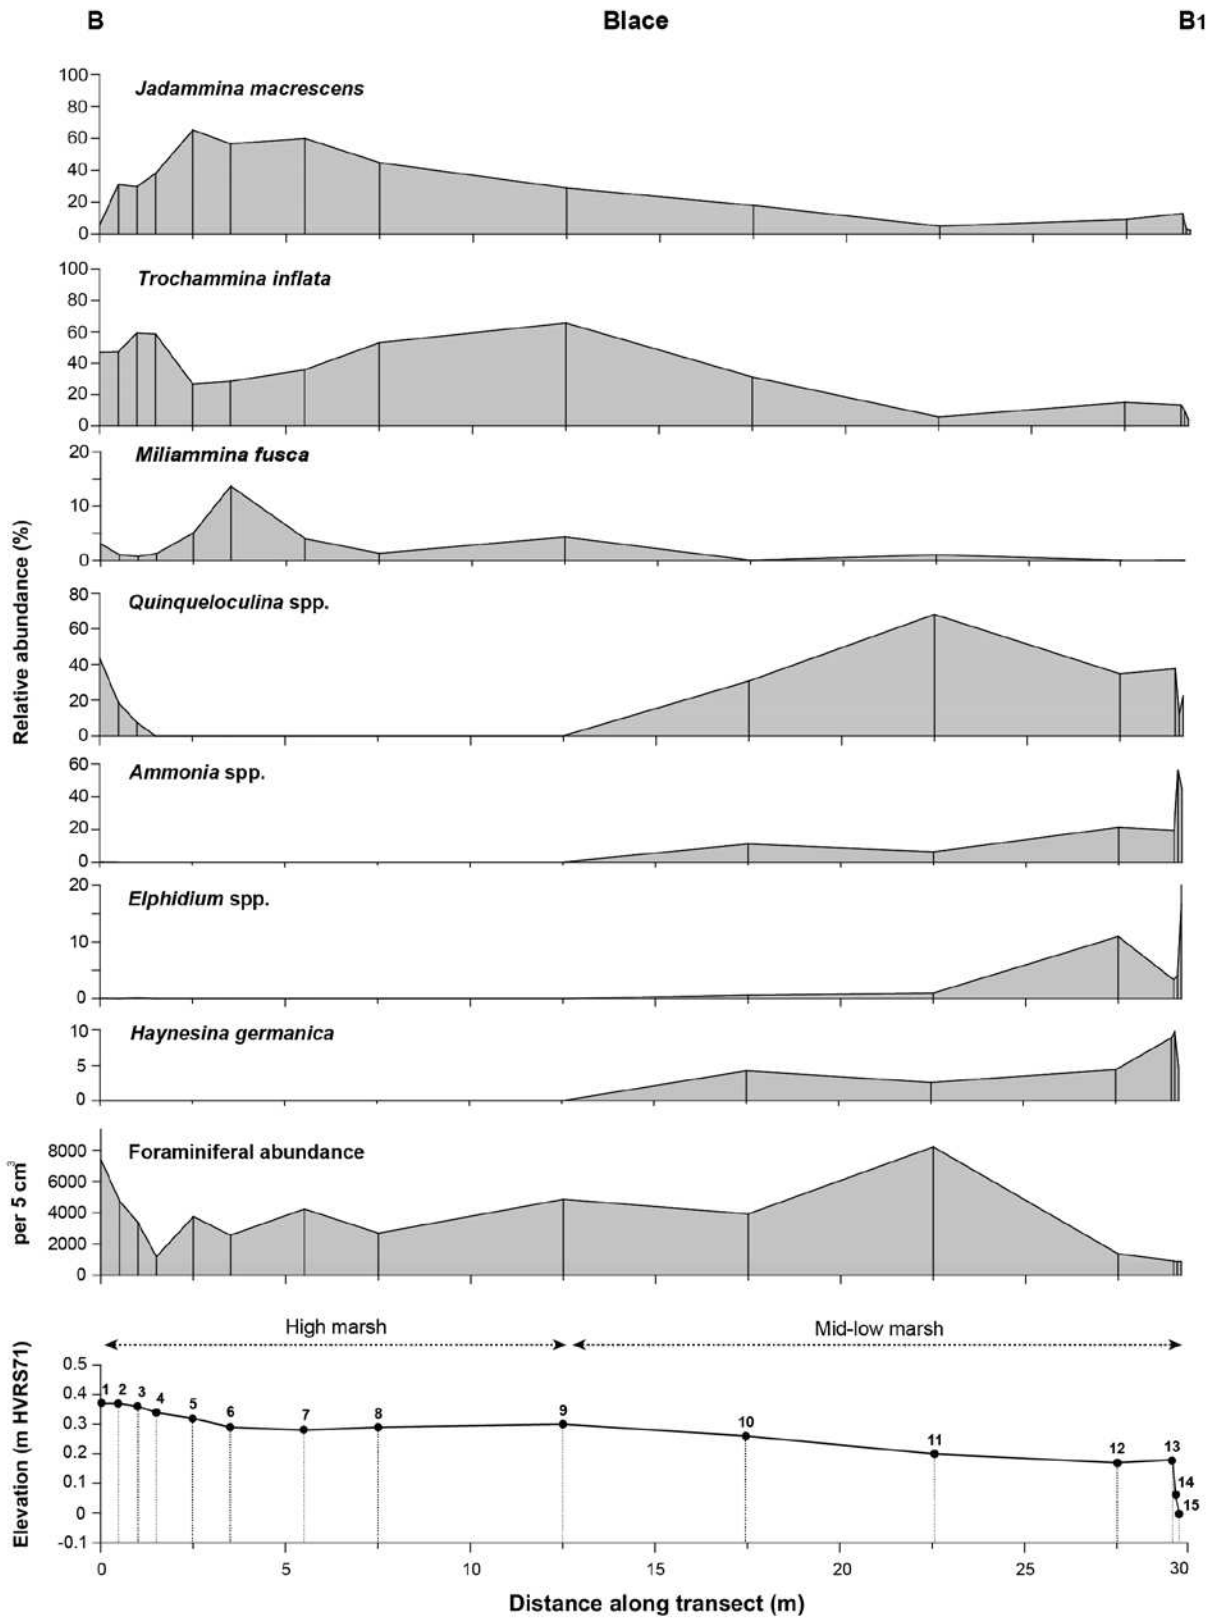 B Blace B1
Jadammina macrescens
100
80
60
40
20
0
Trochammina inflata
100
80
60
40
20
0
Miliammina fusca
20
10
0
Relative abundance (%)
Quinqueloculina spp.
80
60
40
20
0
Ammonia spp.
60
40
20
0
Elphidium spp.
20
10
0
Haynesina germanica
10
5
0
Foraminiferal abundance
per 5 cm³
8000
6000
4000
2000
0
High marsh Mid-low marsh
Elevation (m HVRS71)
0.5
0.4
0.3
0.2
0.1
0
-0.1
1 2 3 4 5 6 7 8 9 10 11 12 13 14 15
0 5 10 15 20 25 30
Distance along transect (m)